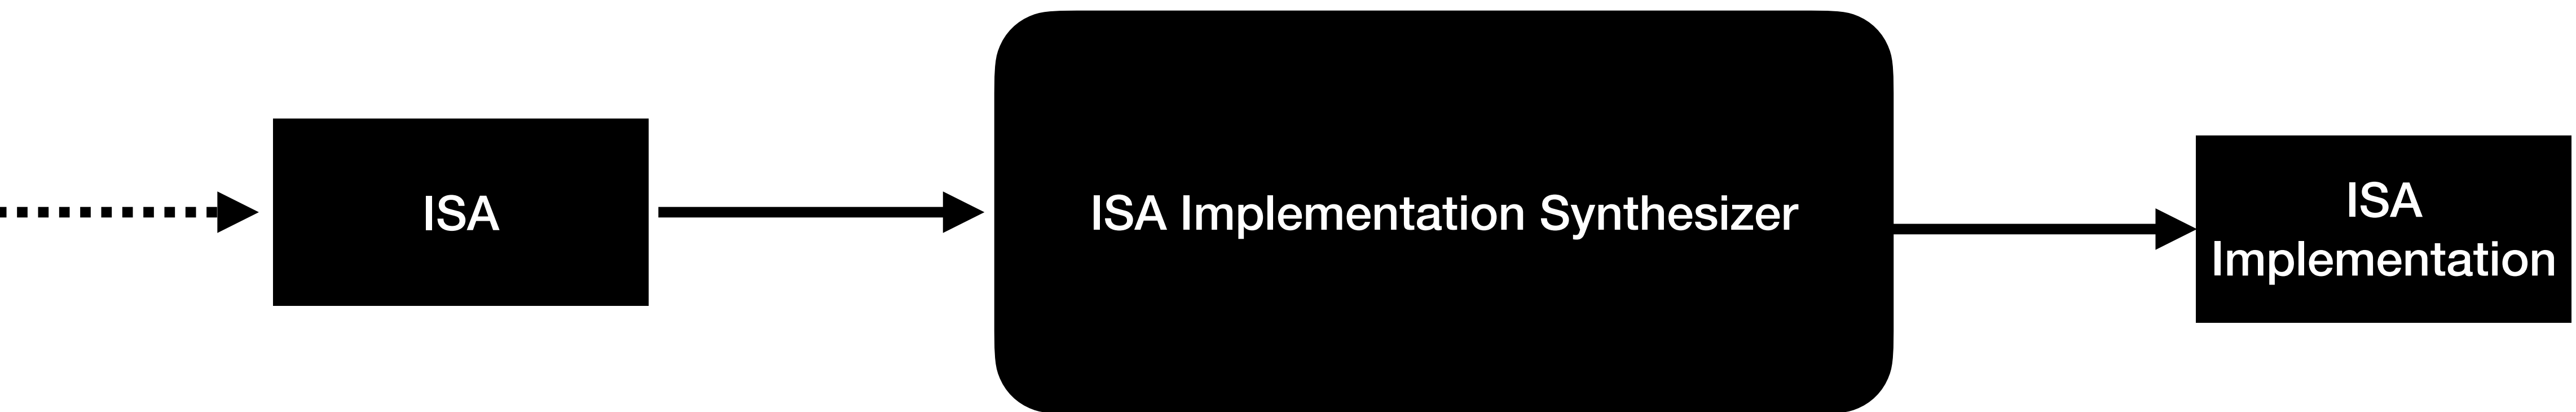 ISA
ISA Implementation Synthesizer
ISA
Implementation